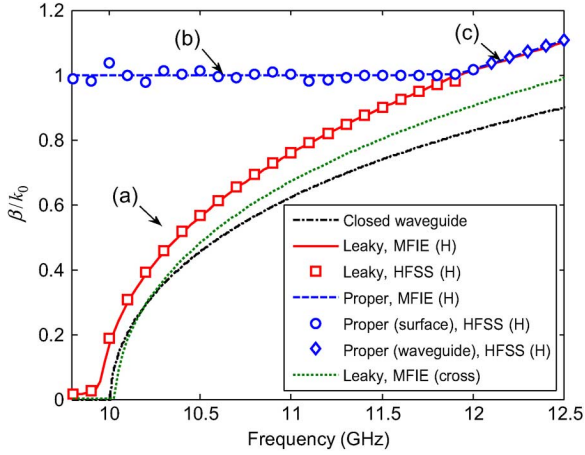 1.2
1
0.8
0.6
0.4
0.2
0
β/k₀
(b)
(c)
(a)
Closed waveguide
Leaky, MFIE (H)
Leaky, HFSS (H)
Proper, MFIE (H)
Proper (surface), HFSS (H)
Proper (waveguide), HFSS (H)
Leaky, MFIE (cross)
10 10.5 11 11.5 12 12.5
Frequency (GHz)